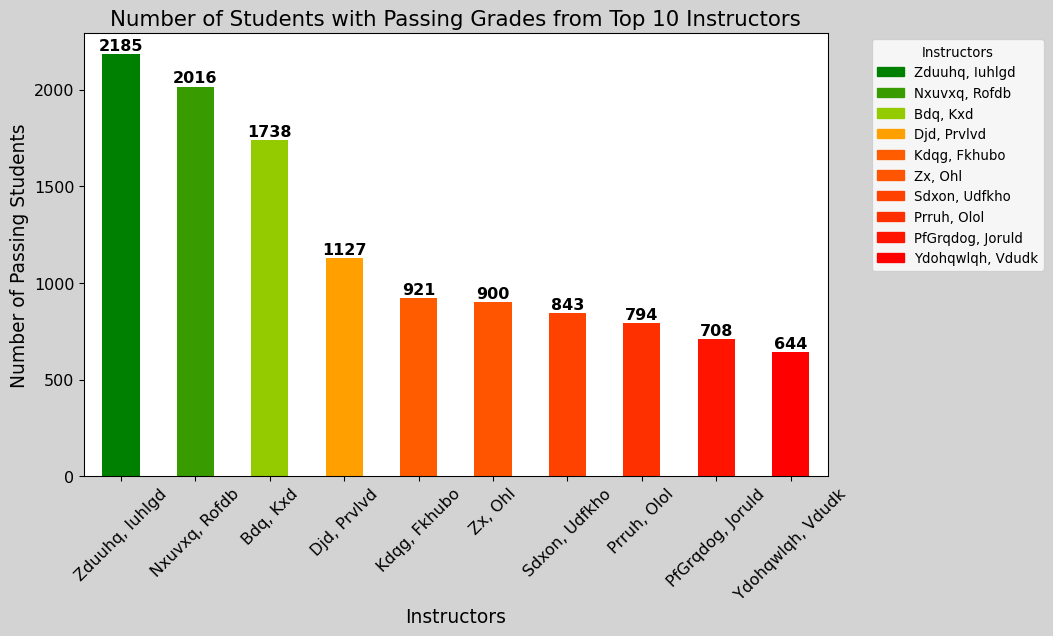 Number of Students with Passing Grades from Top 10 Instructors
Number of Passing Students
2000
1500
1000
500
0
2185
2016
1738
1127
921
900
843
794
708
644
Zduuhq, Iuhlgd
Nxuvxq, Rofdb
Bdq, Kxd
Djd, Prvlvd
Kdqg, Fkhubo
Zx, Ohl
Sdxon, Udfkho
Prruh, Olol
PfGrqdog, Joruld
Ydohqwlqh, Vdudk
Instructors
Instructors
Zduuhq, Iuhlgd
Nxuvxq, Rofdb
Bdq, Kxd
Djd, Prvlvd
Kdqg, Fkhubo
Zx, Ohl
Sdxon, Udfkho
Prruh, Olol
PfGrqdog, Joruld
Ydohqwlqh, Vdudk